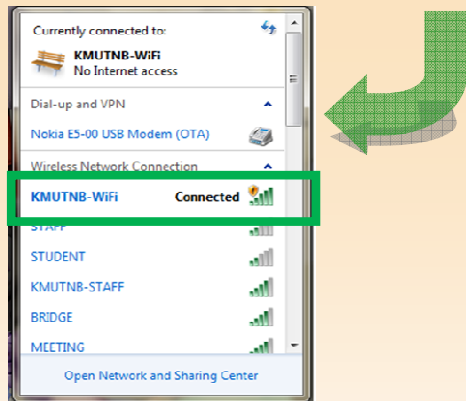 Currently connected to:
KMUTNB-WiFi
No Internet access
Dial-up and VPN
Nokia E5-00 USB Modem (OTA)
Wireless Network Connection
KMUTNB-WiFi Connected
STAFF
STUDENT
KMUTNB-STAFF
BRIDGE
MEETING
Open Network and Sharing Center